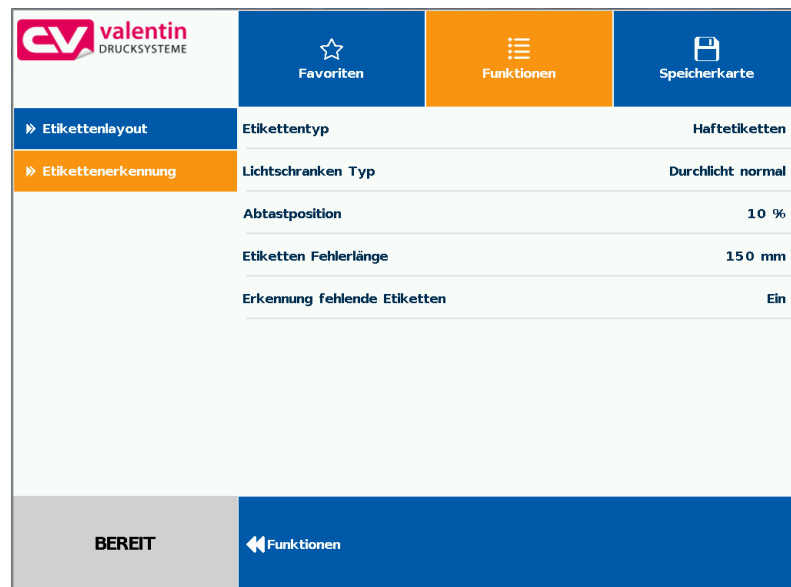 valentin
DRUCKSYSTEME
Favoriten
Funktionen
Speicherkarte
Etikettenlayout
Etikettenerkennung
Etikettentyp Haftetiketten
Lichtschranken Typ Durchlicht normal
Abtastposition 10 %
Etiketten Fehlerlänge 150 mm
Erkennung fehlende Etiketten Ein
BEREIT
Funktionen